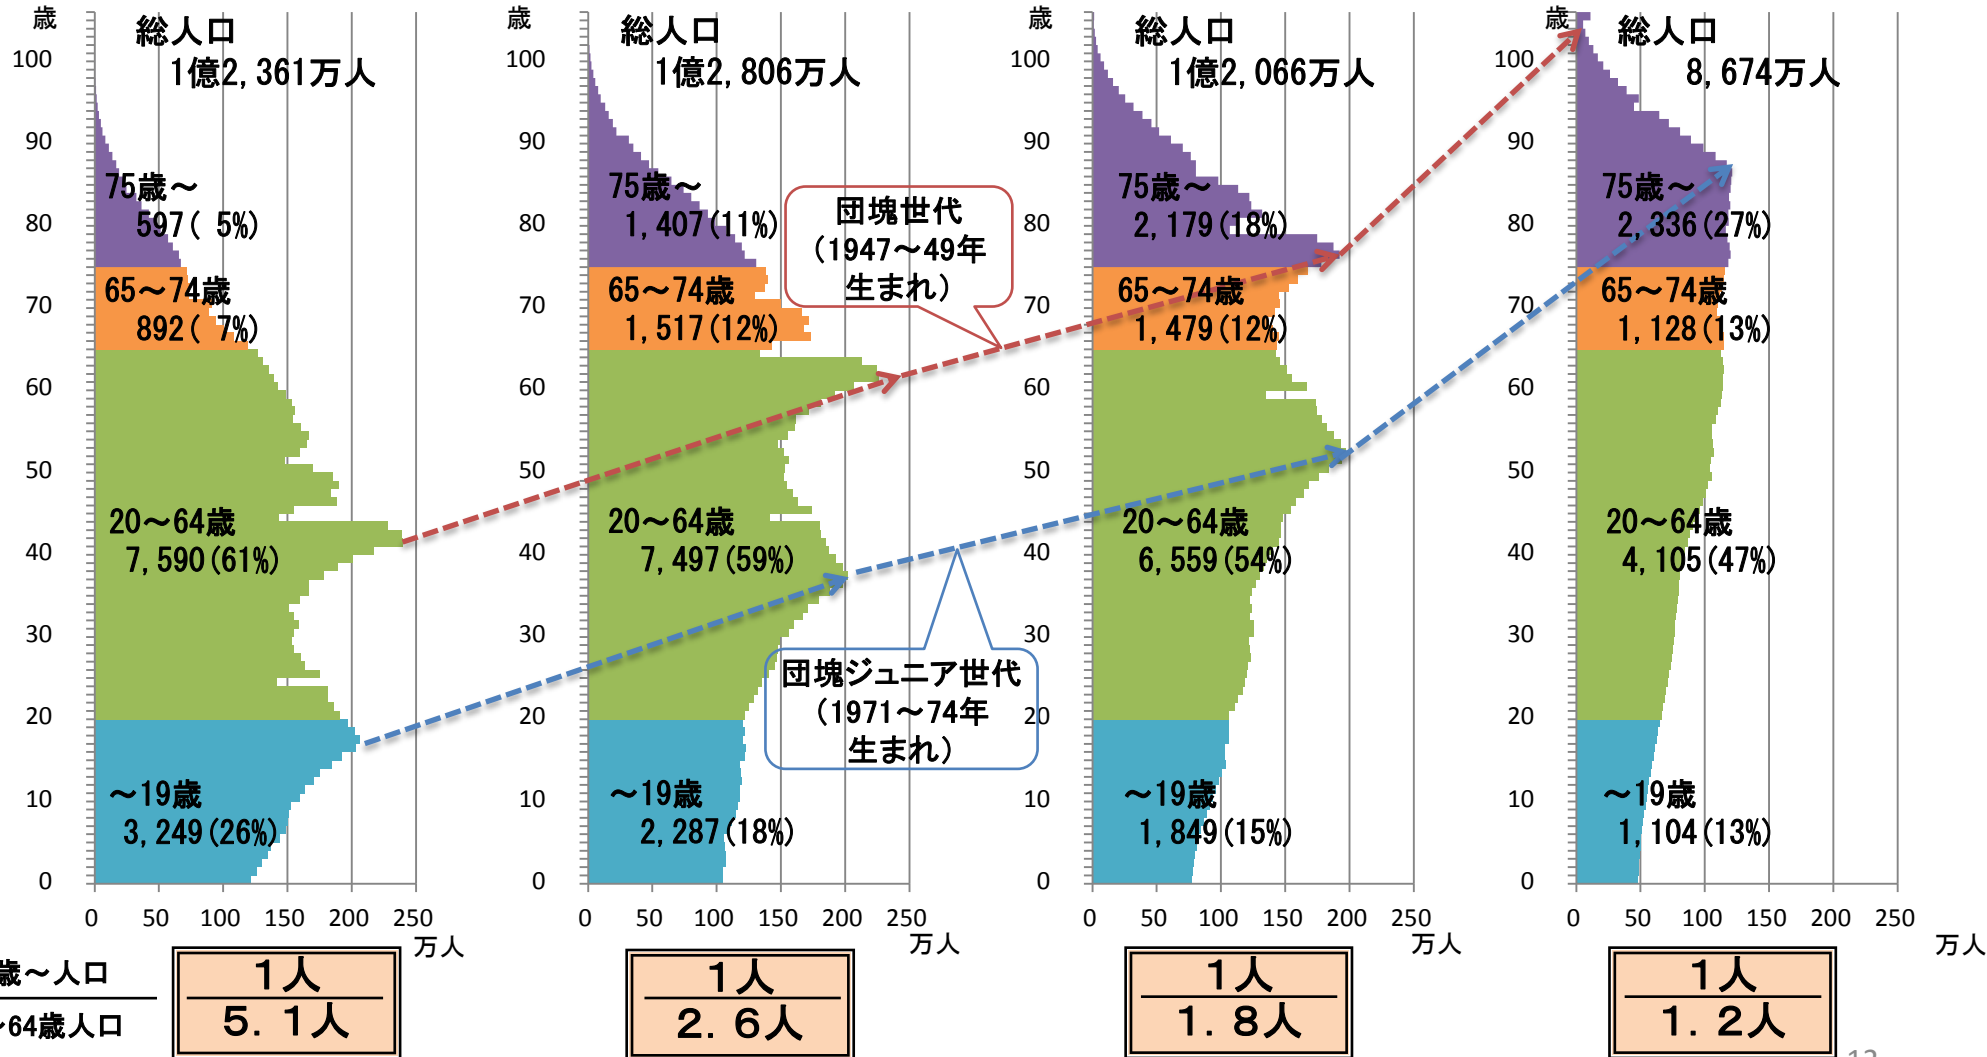 歳
総人口
1億2,361万人
100
90
80
70
60
50
40
30
20
10
0
75歳～
597( 5%)
65～74歳
892( 7%)
20～64歳
7,590(61%)
～19歳
3,249(26%)
0 50 100 150 200 250
万人
歳
総人口
1億2,806万人
100
90
80
70
60
50
40
30
20
10
0
75歳～
1,407(11%)
65～74歳
1,517(12%)
20～64歳
7,497(59%)
～19歳
2,287(18%)
0 50 100 150 200 250
万人
団塊世代
(1947～49年
生まれ)
団塊ジュニア世代
(1971～74年
生まれ)
歳
総人口
1億2,066万人
100
90
80
70
60
50
40
30
20
10
0
75歳～
2,179(18%)
65～74歳
1,479(12%)
20～64歳
6,559(54%)
～19歳
1,849(15%)
0 50 100 150 200 250
万人
歳
総人口
8,674万人
100
90
80
70
60
50
40
30
20
10
0
75歳～
2,336(27%)
65～74歳
1,128(13%)
20～64歳
4,105(47%)
～19歳
1,104(13%)
0 50 100 150 200 250
万人
歳～人口
～64歳人口
1人
5.1人
1人
2.6人
1人
1.8人
1人
1.2人